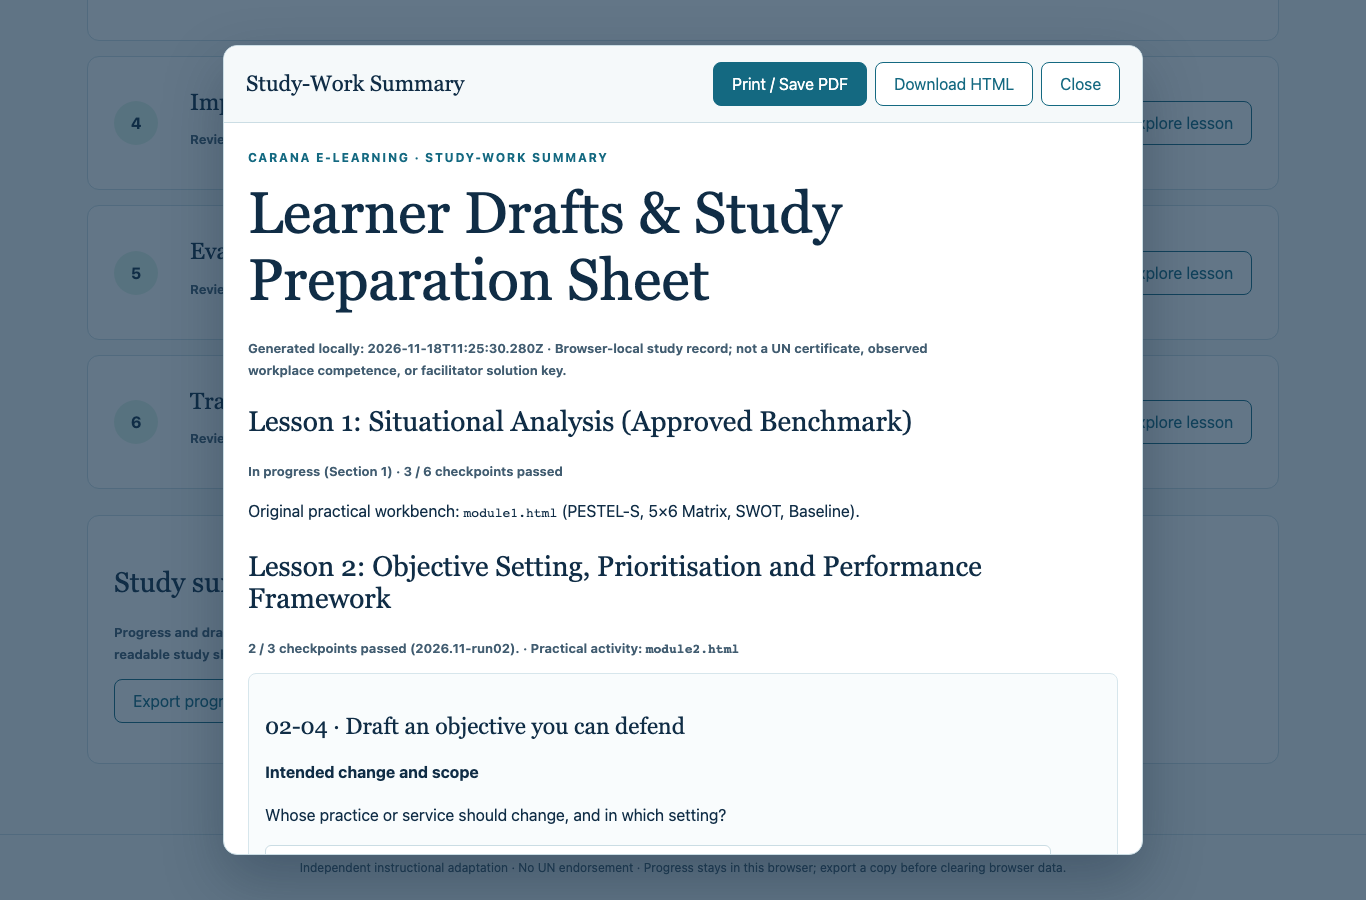 Study-Work Summary
Print / Save PDF
Download HTML
Close
CARANA E-LEARNING · STUDY-WORK SUMMARY
Learner Drafts & Study
Preparation Sheet
Generated locally: 2026-11-18T11:25:30.280Z · Browser-local study record; not a UN certificate, observed
workplace competence, or facilitator solution key.
Lesson 1: Situational Analysis (Approved Benchmark)
In progress (Section 1) · 3 / 6 checkpoints passed
Original practical workbench: module1.html (PESTEL-S, 5×6 Matrix, SWOT, Baseline).
Lesson 2: Objective Setting, Prioritisation and Performance
Framework
2 / 3 checkpoints passed (2026.11-run02). · Practical activity: module2.html
02-04 · Draft an objective you can defend
Intended change and scope
Whose practice or service should change, and in which setting?
4
5
6
xplore lesson
xplore lesson
xplore lesson
Progress and dra
readable study
Independent instructional adaptation · No UN endorsement · Progress stays in this browser; export a copy before clearing browser data.